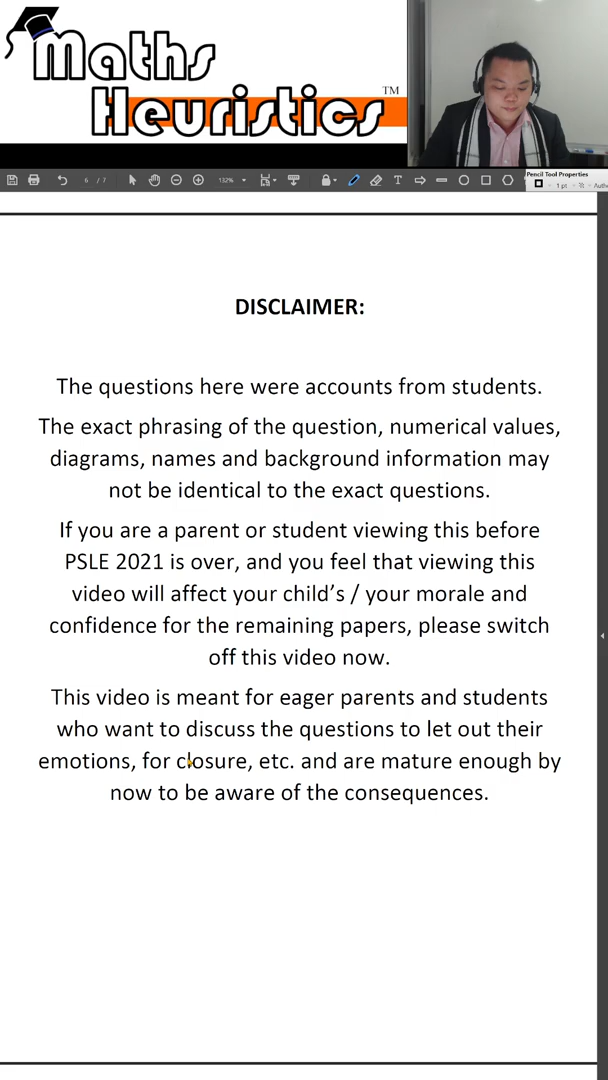 Maths
Heuristics
TM
6 / 7
132%
T
Pencil Tool Properties
1 pt
DISCLAIMER:
The questions here were accounts from students.
The exact phrasing of the question, numerical values,
diagrams, names and background information may
not be identical to the exact questions.
If you are a parent or student viewing this before
PSLE 2021 is over, and you feel that viewing this
video will affect your child’s / your morale and
confidence for the remaining papers, please switch
off this video now.
This video is meant for eager parents and students
who want to discuss the questions to let out their
emotions, for closure, etc. and are mature enough by
now to be aware of the consequences.